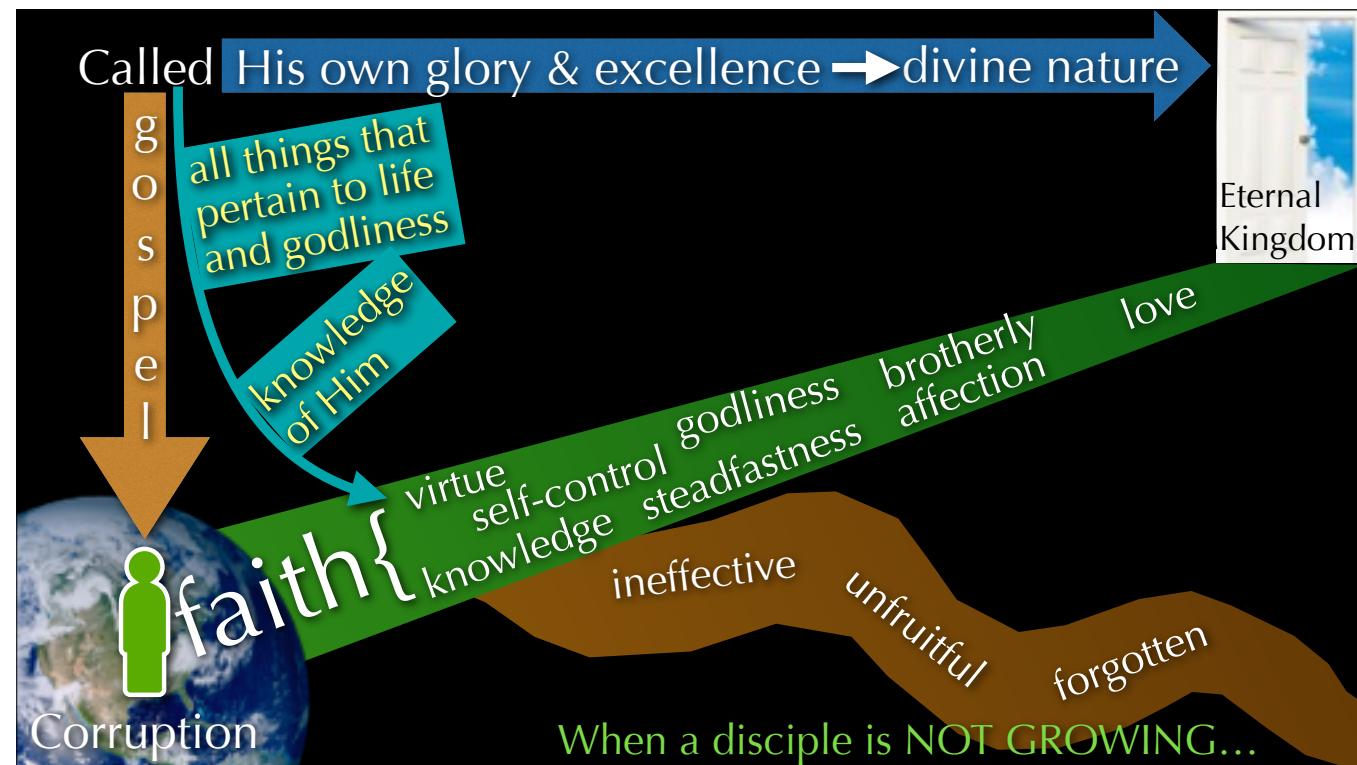 Called
His own glory & excellence → divine nature
gospel
all things that
pertain to life
and godliness
knowledge
of Him
Eternal
Kingdom
faith{
virtue
self-control
knowledge
godliness
steadfastness
brotherly
affection
love
ineffective
unfruitful
forgotten
Corruption
When a disciple is NOT GROWING…